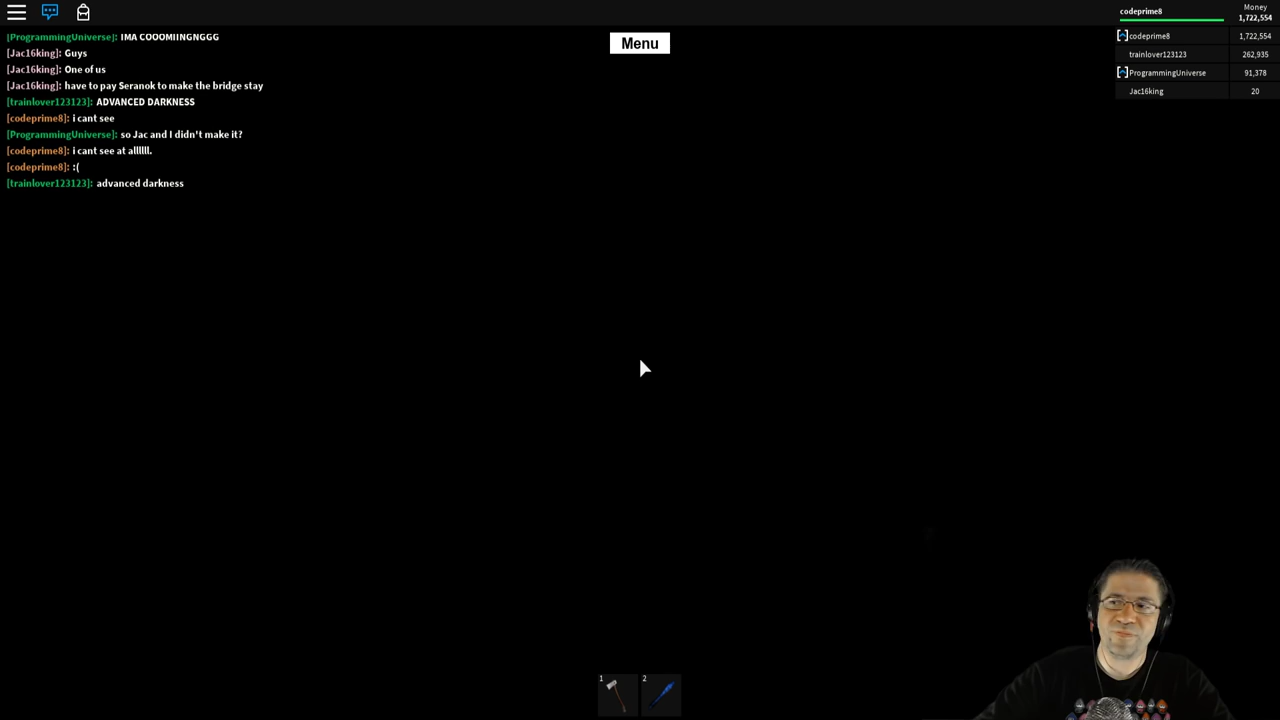 codeprime8
Money
1,722,554
[ProgrammingUniverse]: IMA COOOMIINGNGGG
[Jac16king]: Guys
[Jac16king]: One of us
[Jac16king]: have to pay Seranok to make the bridge stay
[trainlover123123]: ADVANCED DARKNESS
[codeprime8]: i cant see
[ProgrammingUniverse]: so Jac and I didn't make it?
[codeprime8]: i cant see at allllll.
[codeprime8]: :(
[trainlover123123]: advanced darkness
Menu
codeprime8 1,722,554
trainlover123123 262,935
ProgrammingUniverse 91,378
Jac16king 20
1 2